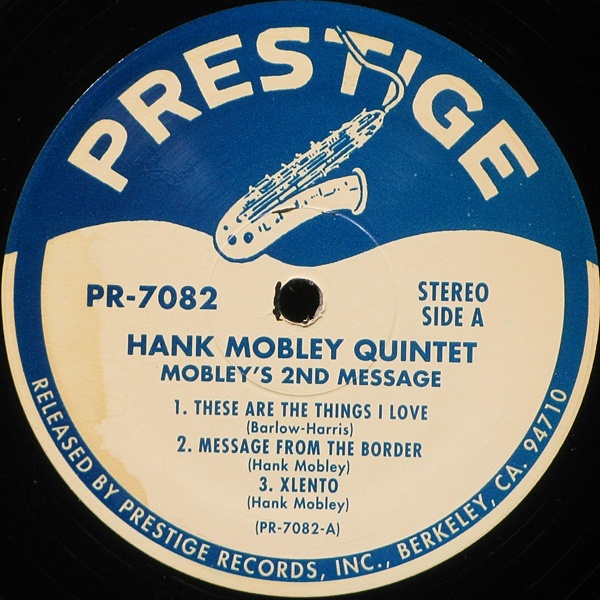 PRESTIGE
PR-7082
STEREO
SIDE A
HANK MOBLEY QUINTET
MOBLEY'S 2ND MESSAGE
1. THESE ARE THE THINGS I LOVE
(Barlow-Harris)
2. MESSAGE FROM THE BORDER
(Hank Mobley)
3. XLENTO
(Hank Mobley)
(PR-7082-A)
RELEASED BY PRESTIGE RECORDS, INC., BERKELEY, CA. 94710